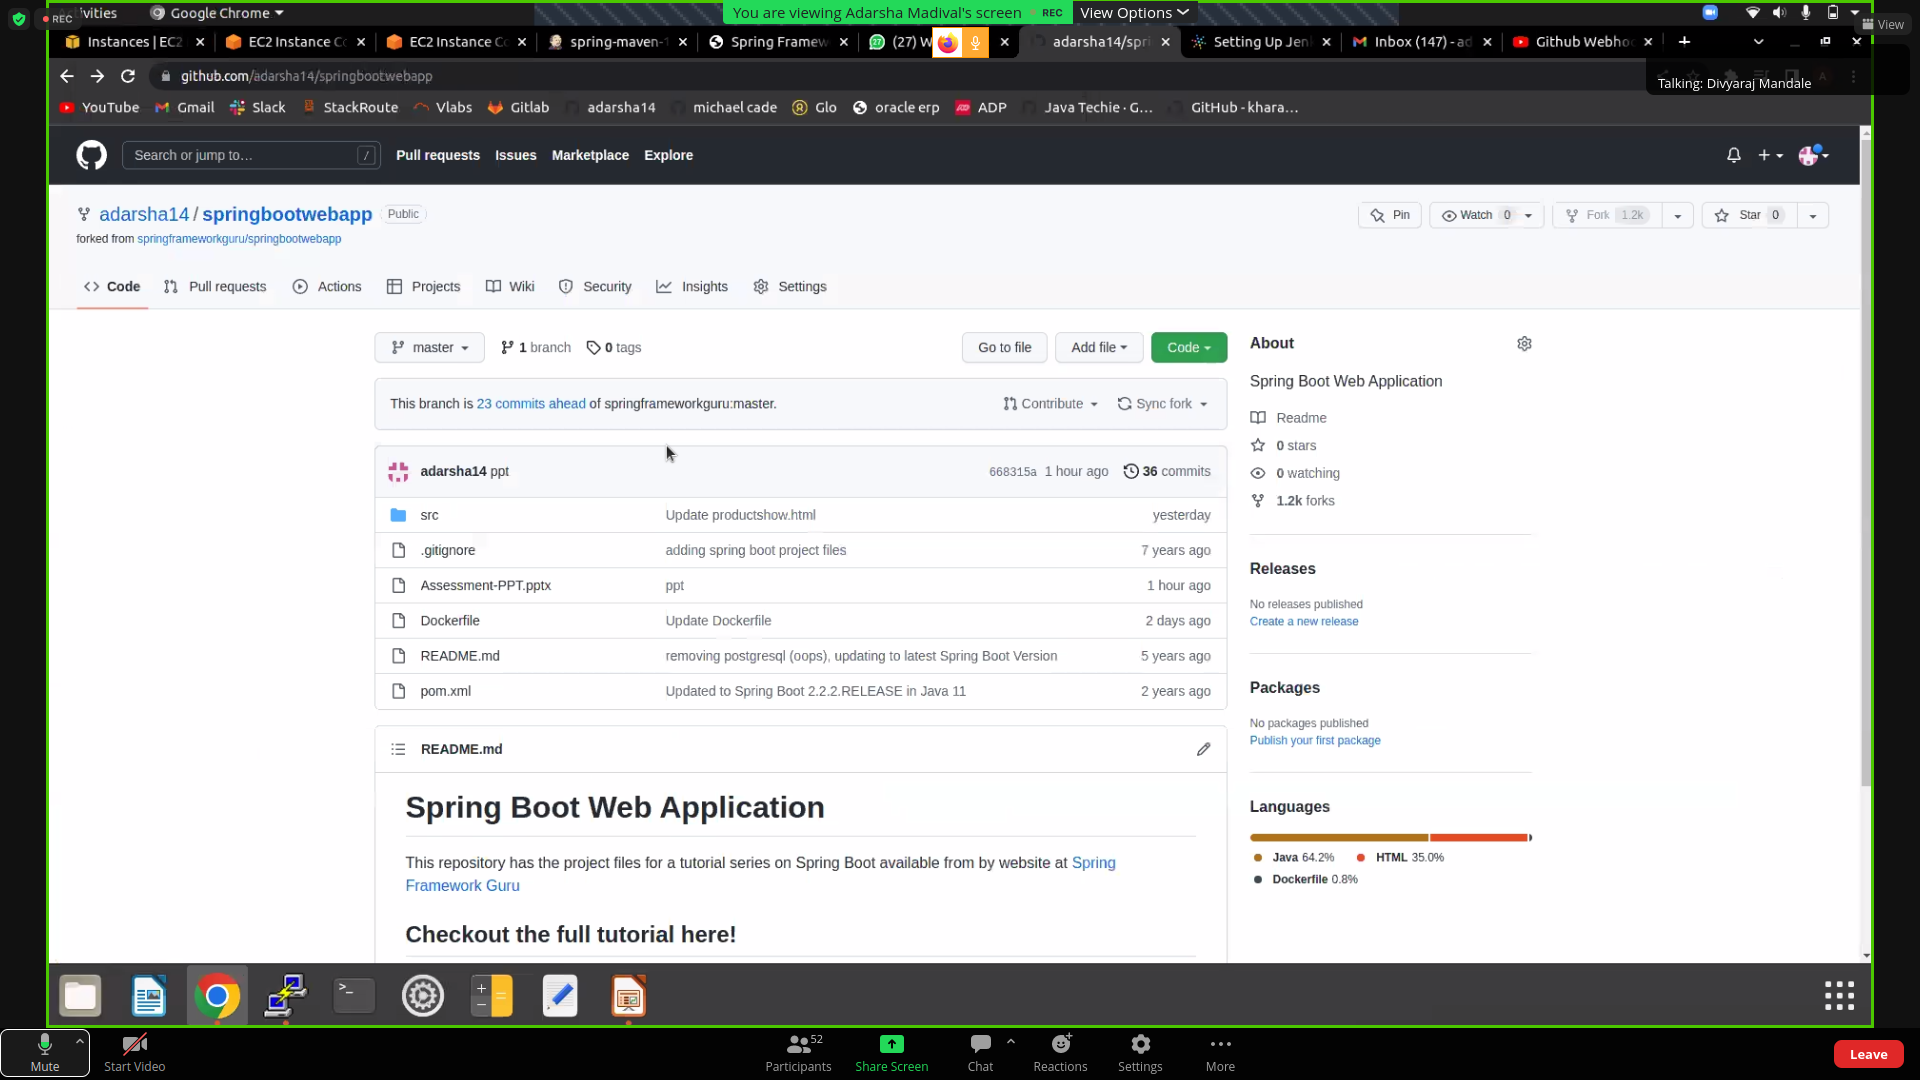 REC
Activities
Google Chrome
You are viewing Adarsha Madival's screen
REC
View Options
View
Instances | EC2
EC2 Instance Co
EC2 Instance Co
spring-maven-
Spring Framew
(27) W
adarsha14/spri
Setting Up Jenk
Inbox (147) - ad
Github Webhoo
github.com/adarsha14/springbootwebapp
Talking: Divyaraj Mandale
YouTube
Gmail
Slack
StackRoute
Vlabs
Gitlab
adarsha14
michael cade
Glo
oracle erp
ADP
Java Techie · G...
GitHub - khara...
Search or jump to...
/
Pull requests
Issues
Marketplace
Explore
adarsha14 / springbootwebapp
Public
Pin
Watch 0
Fork 1.2k
Star 0
forked from springframeworkguru/springbootwebapp
Code
Pull requests
Actions
Projects
Wiki
Security
Insights
Settings
master
1 branch
0 tags
Go to file
Add file
Code
This branch is 23 commits ahead of springframeworkguru:master.
Contribute
Sync fork
adarsha14 ppt
668315a 1 hour ago
36 commits
src
Update productshow.html
yesterday
.gitignore
adding spring boot project files
7 years ago
Assessment-PPT.pptx
ppt
1 hour ago
Dockerfile
Update Dockerfile
2 days ago
README.md
removing postgresql (oops), updating to latest Spring Boot Version
5 years ago
pom.xml
Updated to Spring Boot 2.2.2.RELEASE in Java 11
2 years ago
README.md
Spring Boot Web Application
This repository has the project files for a tutorial series on Spring Boot available from by website at Spring
Framework Guru
Checkout the full tutorial here!
About
Spring Boot Web Application
Readme
0 stars
0 watching
1.2k forks
Releases
No releases published
Create a new release
Packages
No packages published
Publish your first package
Languages
Java 64.2%
HTML 35.0%
Dockerfile 0.8%
Mute
Start Video
52
Participants
Share Screen
Chat
Reactions
Settings
More
Leave